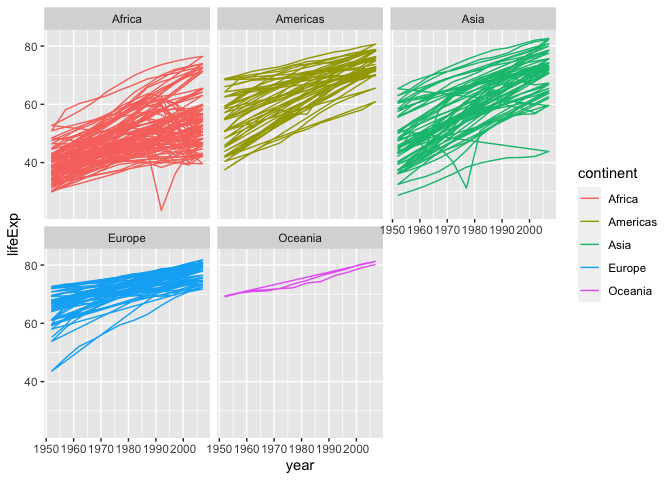 Africa Americas Asia
80
60
40
1950 1960 1970 1980 1990 2000
continent
Africa
Americas
Asia
Europe
Oceania
lifeExp
Europe Oceania
80
60
40
1950 1960 1970 1980 1990 2000 1950 1960 1970 1980 1990 2000
year